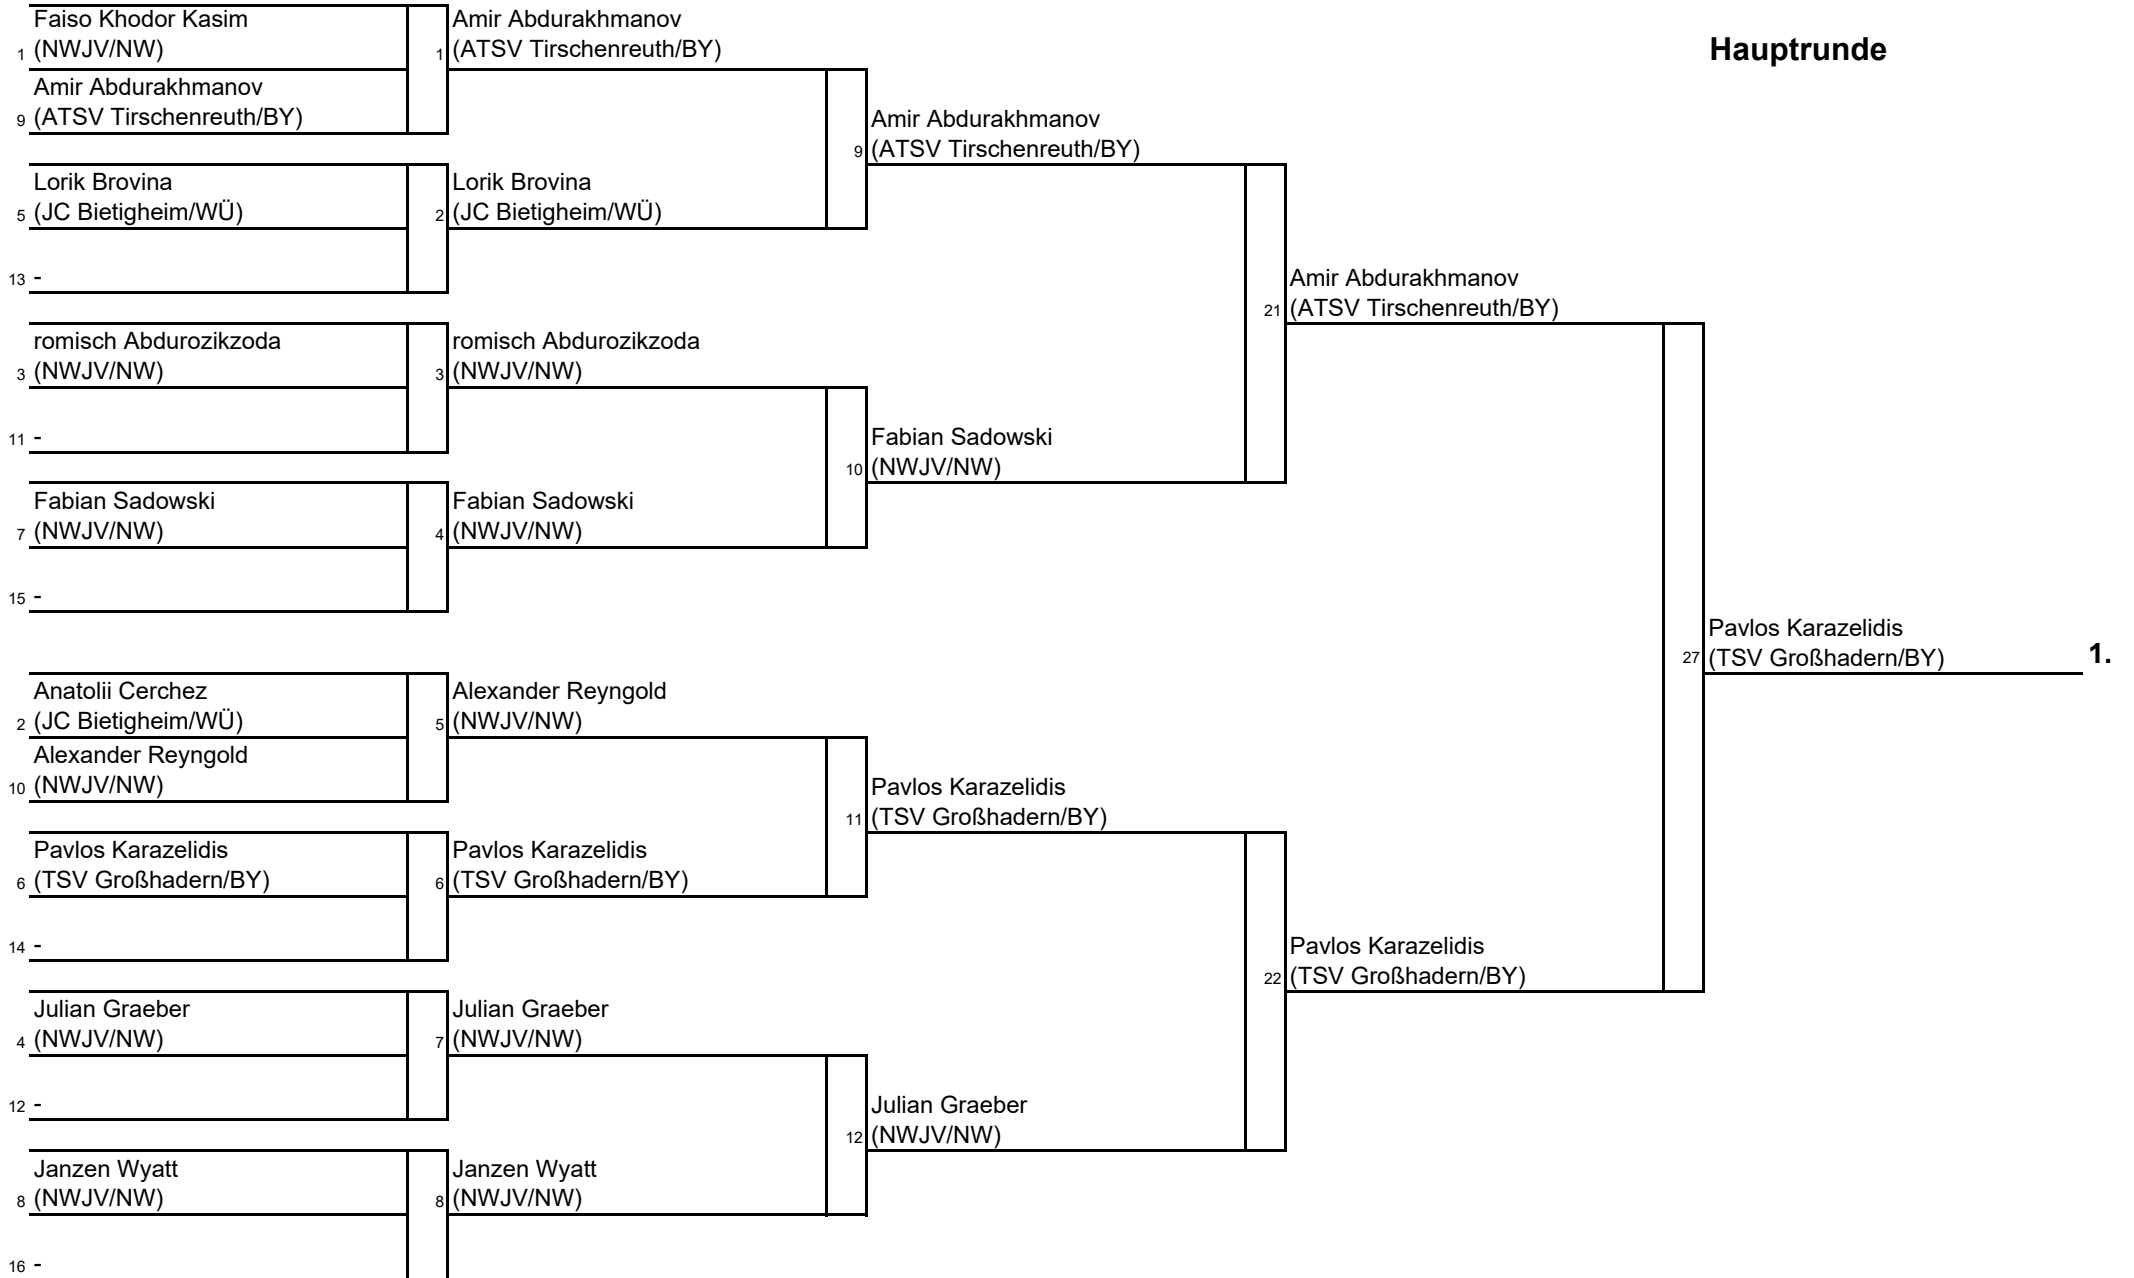 Hauptrunde
Faiso Khodor Kasim
1 (NWJV/NW)
Amir Abdurakhmanov
9 (ATSV Tirschenreuth/BY)
Lorik Brovina
5 (JC Bietigheim/WÜ)
13 -
romisch Abdurozikzoda
3 (NWJV/NW)
11 -
Fabian Sadowski
7 (NWJV/NW)
15 -
Anatolii Cerchez
2 (JC Bietigheim/WÜ)
Alexander Reyngold
10 (NWJV/NW)
Pavlos Karazelidis
6 (TSV Großhadern/BY)
14 -
Julian Graeber
4 (NWJV/NW)
12 -
Janzen Wyatt
8 (NWJV/NW)
16 -
Amir Abdurakhmanov
1 (ATSV Tirschenreuth/BY)
Lorik Brovina
2 (JC Bietigheim/WÜ)
romisch Abdurozikzoda
3 (NWJV/NW)
Fabian Sadowski
4 (NWJV/NW)
Alexander Reyngold
5 (NWJV/NW)
Pavlos Karazelidis
6 (TSV Großhadern/BY)
Julian Graeber
7 (NWJV/NW)
Janzen Wyatt
8 (NWJV/NW)
Amir Abdurakhmanov
9 (ATSV Tirschenreuth/BY)
Fabian Sadowski
10 (NWJV/NW)
Pavlos Karazelidis
11 (TSV Großhadern/BY)
Julian Graeber
12 (NWJV/NW)
Amir Abdurakhmanov
21 (ATSV Tirschenreuth/BY)
Pavlos Karazelidis
22 (TSV Großhadern/BY)
Pavlos Karazelidis
27 (TSV Großhadern/BY) 1.